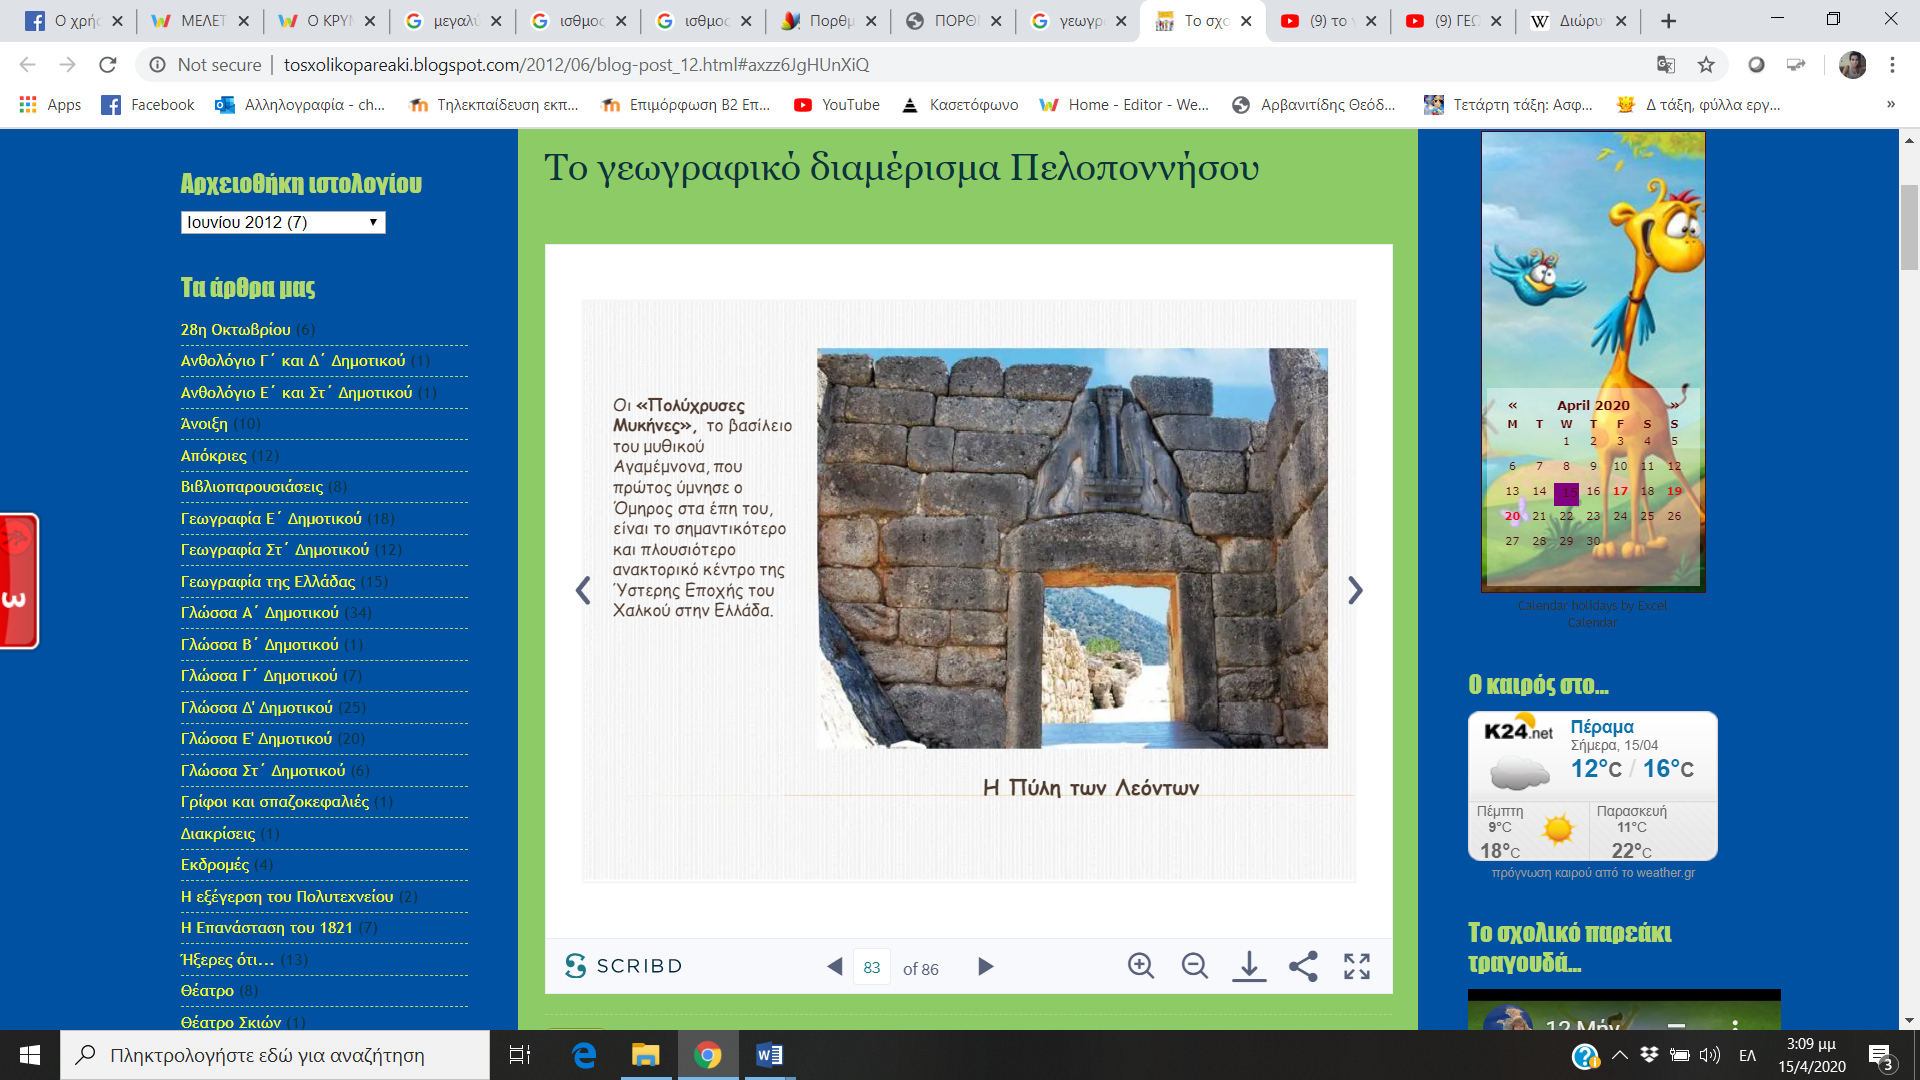 Ο χρής
ΜΕΛΕΤ
Ο ΚΡΥΝ
μεγαλύ
ισθμος
ισθμος
Πορθμ
ΠΟΡΘΙ
γεωγρα
Το σχο
(9) το γ
(9) ΓΕΩ
Διώρυγ
Not secure | tosxolikopareaki.blogspot.com/2012/06/blog-post_12.html#axzz6JgHUnXiQ
Apps
Facebook
Αλληλογραφία - ch...
Τηλεκπαίδευση εκπ...
Επιμόρφωση Β2 Επ...
YouTube
Κασετόφωνο
Home - Editor - We...
Αρβανιτίδης Θεόδ...
Τετάρτη τάξη: Ασφ...
Δ τάξη, φύλλα εργ...
»
Αρχειοθήκη ιστολογίου
Ιουνίου 2012 (7)
Τα άρθρα μας
28η Οκτωβρίου (6)
Ανθολόγιο Γ΄ και Δ΄ Δημοτικού (1)
Ανθολόγιο Ε΄ και Στ΄ Δημοτικού (1)
Άνοιξη (10)
Απόκριες (12)
Βιβλιοπαρουσιάσεις (8)
Γεωγραφία Ε΄ Δημοτικού (18)
Γεωγραφία Στ΄ Δημοτικού (12)
Γεωγραφία της Ελλάδας (15)
Γλώσσα Α΄ Δημοτικού (34)
Γλώσσα Β΄ Δημοτικού (1)
Γλώσσα Γ΄ Δημοτικού (7)
Γλώσσα Δ' Δημοτικού (25)
Γλώσσα Ε' Δημοτικού (20)
Γλώσσα Στ΄ Δημοτικού (6)
Γρίφοι και σπαζοκεφαλιές (1)
Διακρίσεις (1)
Εκδρομές (4)
Η εξέγερση του Πολυτεχνείου (2)
Η Επανάσταση του 1821 (7)
Ήξερες ότι... (13)
Θέατρο (8)
Θέατρο Σκιών (1)
3
Το γεωγραφικό διαμέρισμα Πελοποννήσου
Οι «Πολύχρυσες
Μυκήνες», το βασίλειο
του μυθικού
Αγαμέμνονα, που
πρώτος ύμνησε ο
Όμηρος στα έπη του,
είναι το σημαντικότερο
και πλουσιότερο
ανακτορικό κέντρο της
Ύστερης Εποχής του
Χαλκού στην Ελλάδα.
Η Πύλη των Λεόντων
SCRIBD
83 of 86
« April 2020 »
M T W T F S S
1 2 3 4 5
6 7 8 9 10 11 12
13 14 15 16 17 18 19
20 21 22 23 24 25 26
27 28 29 30
Calendar holidays by Excel
Calendar
Ο καιρός στο...
K24.net
Πέραμα
Σήμερα, 15/04
12°C / 16°C
Πέμπτη
9°C
18°C
Παρασκευή
11°C
22°C
πρόγνωση καιρού από το weather.gr
Το σχολικό παρεάκι
τραγουδά...
12 Μήν
Πληκτρολογήστε εδώ για αναζήτηση
ΕΛ
3:09 μμ
15/4/2020
3